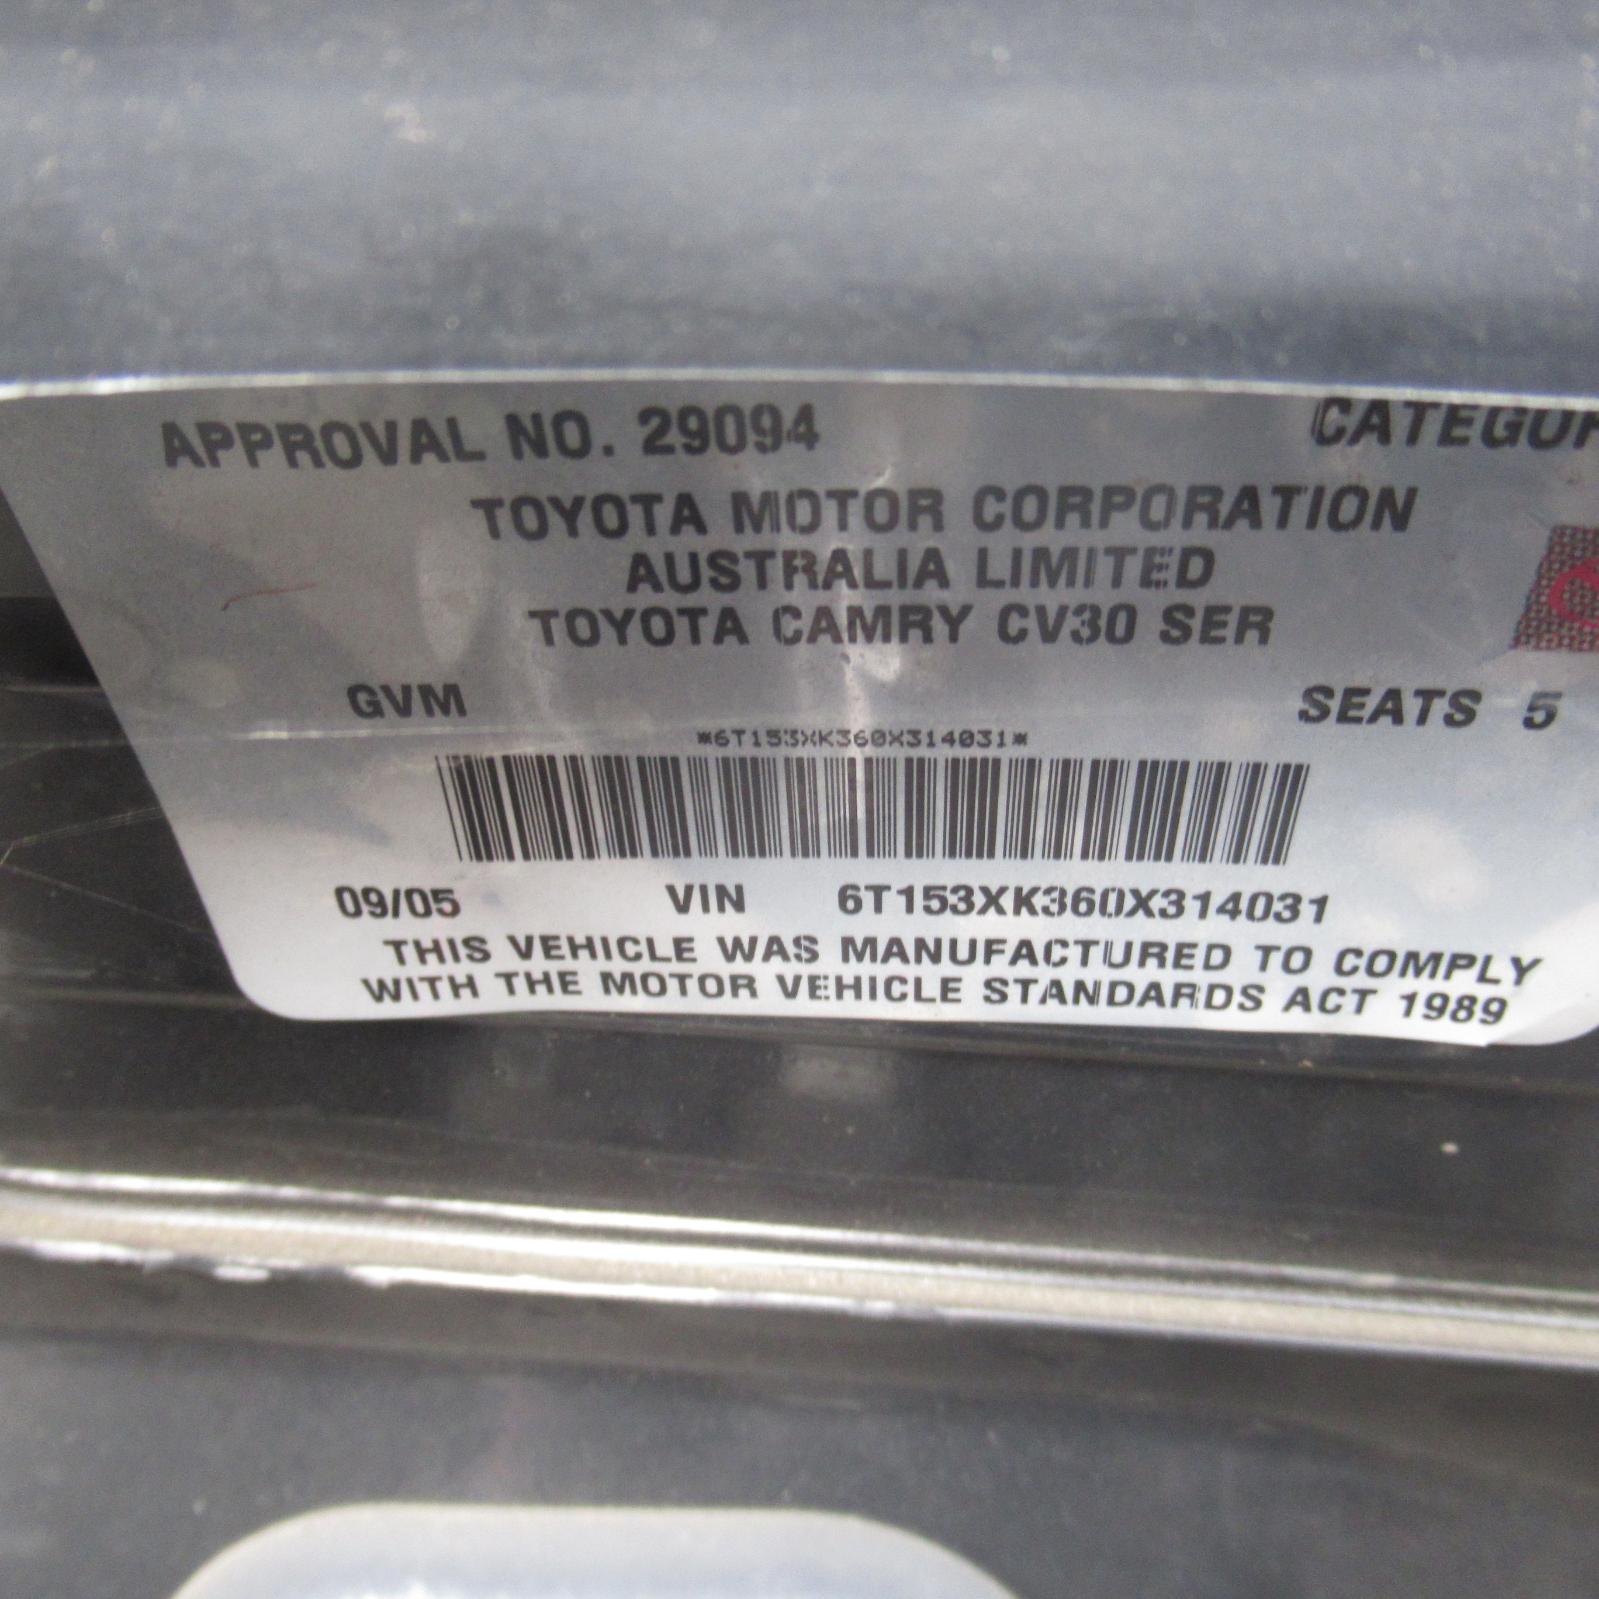 APPROVAL NO. 29094
TOYOTA MOTOR CORPORATION
AUSTRALIA LIMITED
TOYOTA CAMRY CV30 SER
GVM SEATS 5
*6T153XK360X314031*
09/05 VIN 6T153XK360X314031
THIS VEHICLE WAS MANUFACTURED TO COMPLY
WITH THE MOTOR VEHICLE STANDARDS ACT 1989